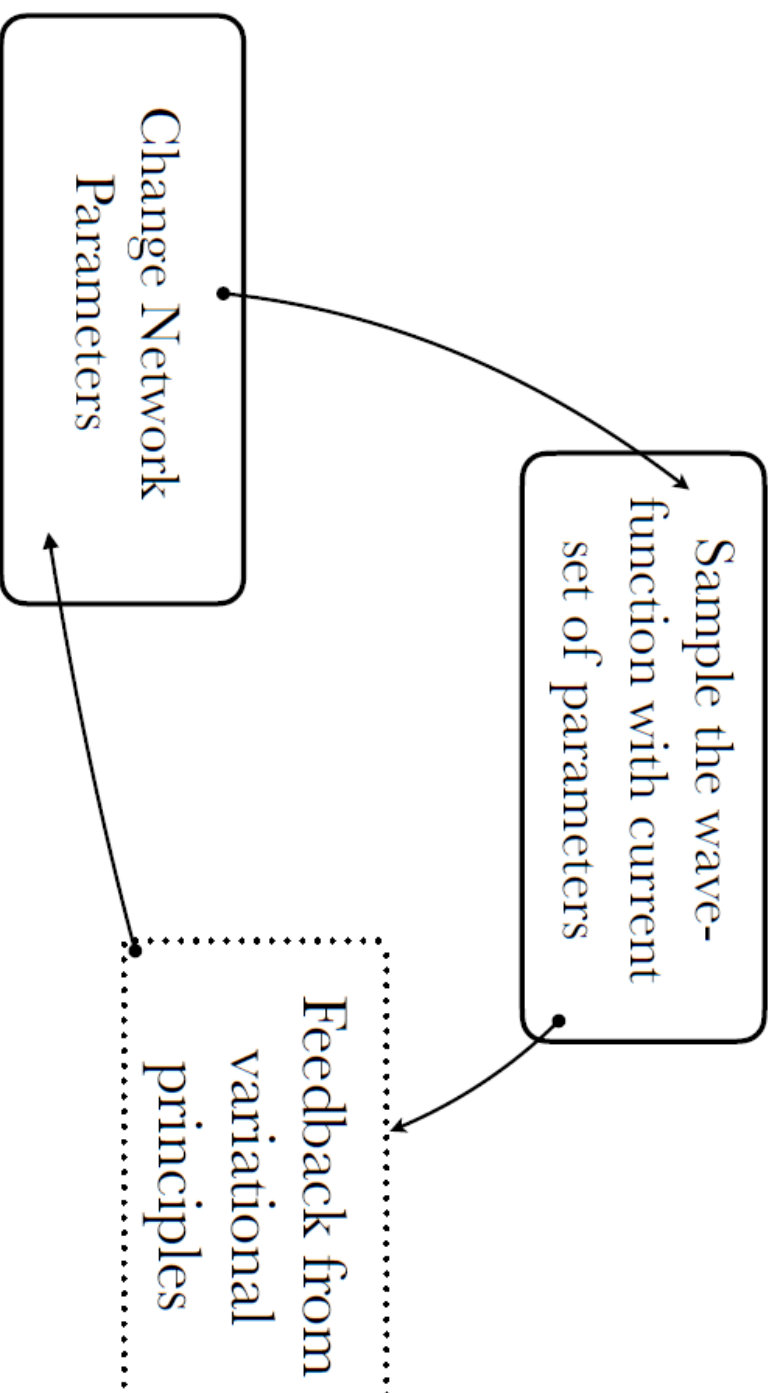 Sample the wave-
function with current
set of parameters
Feedback from
variational
principles
Change Network
Parameters